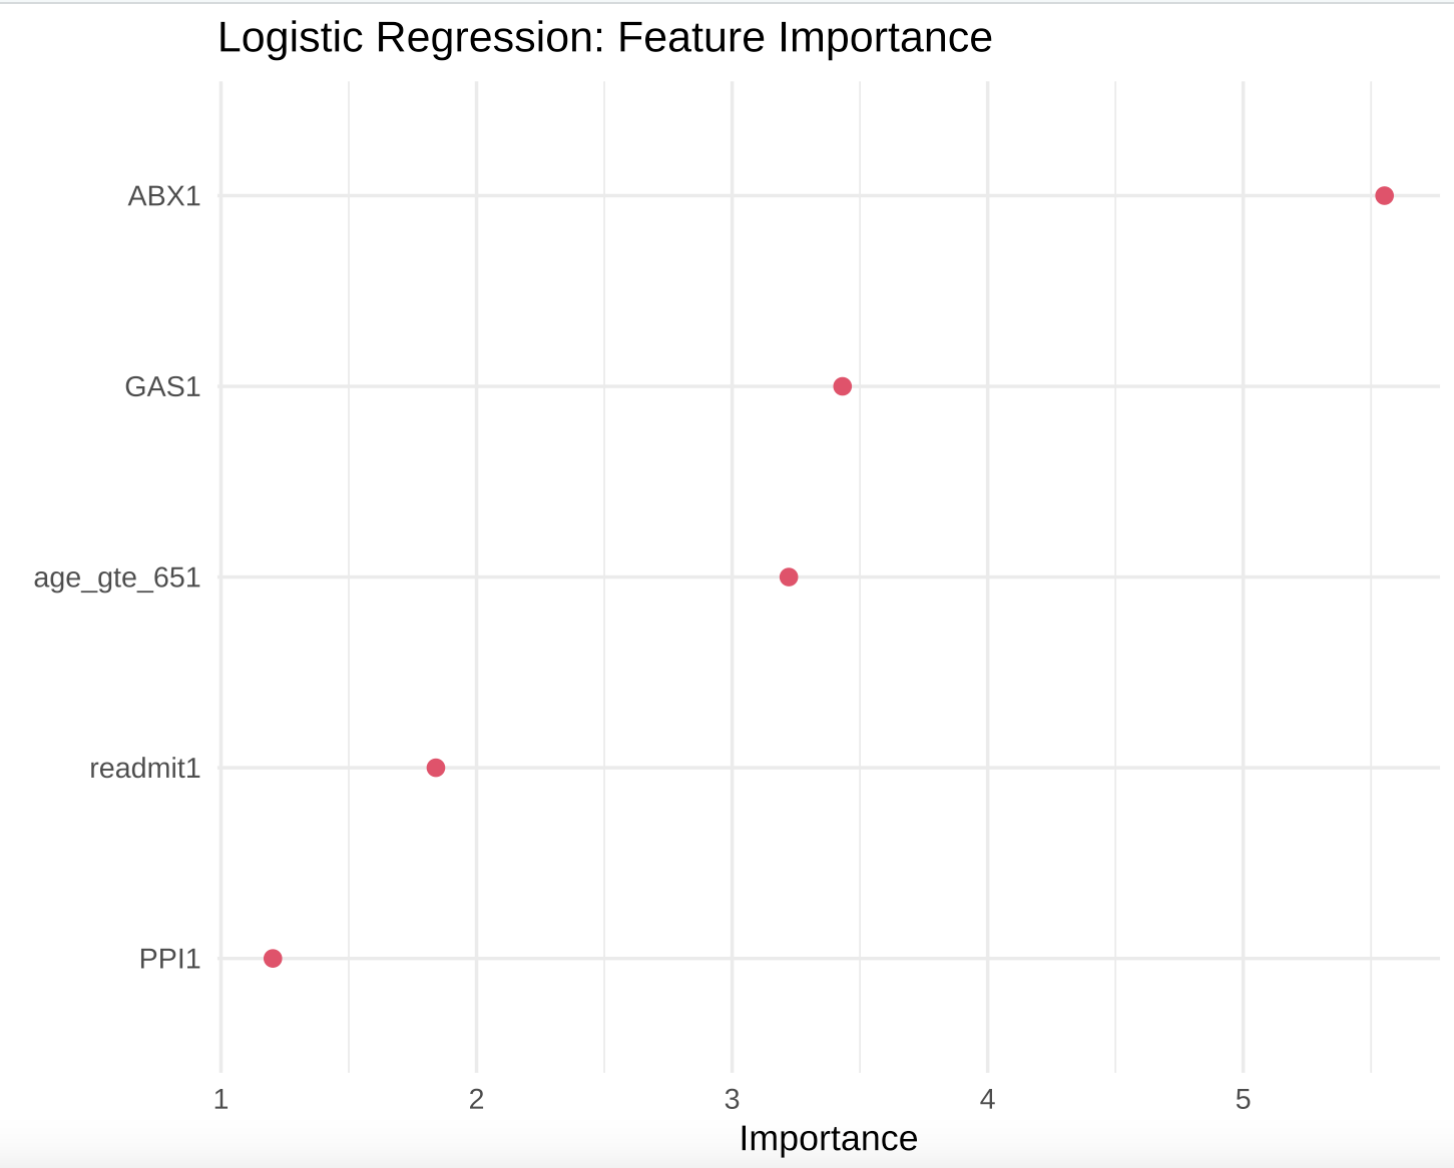 Logistic Regression: Feature Importance
ABX1
GAS1
age_gte_651
readmit1
PPI1
1 2 3 4 5
Importance